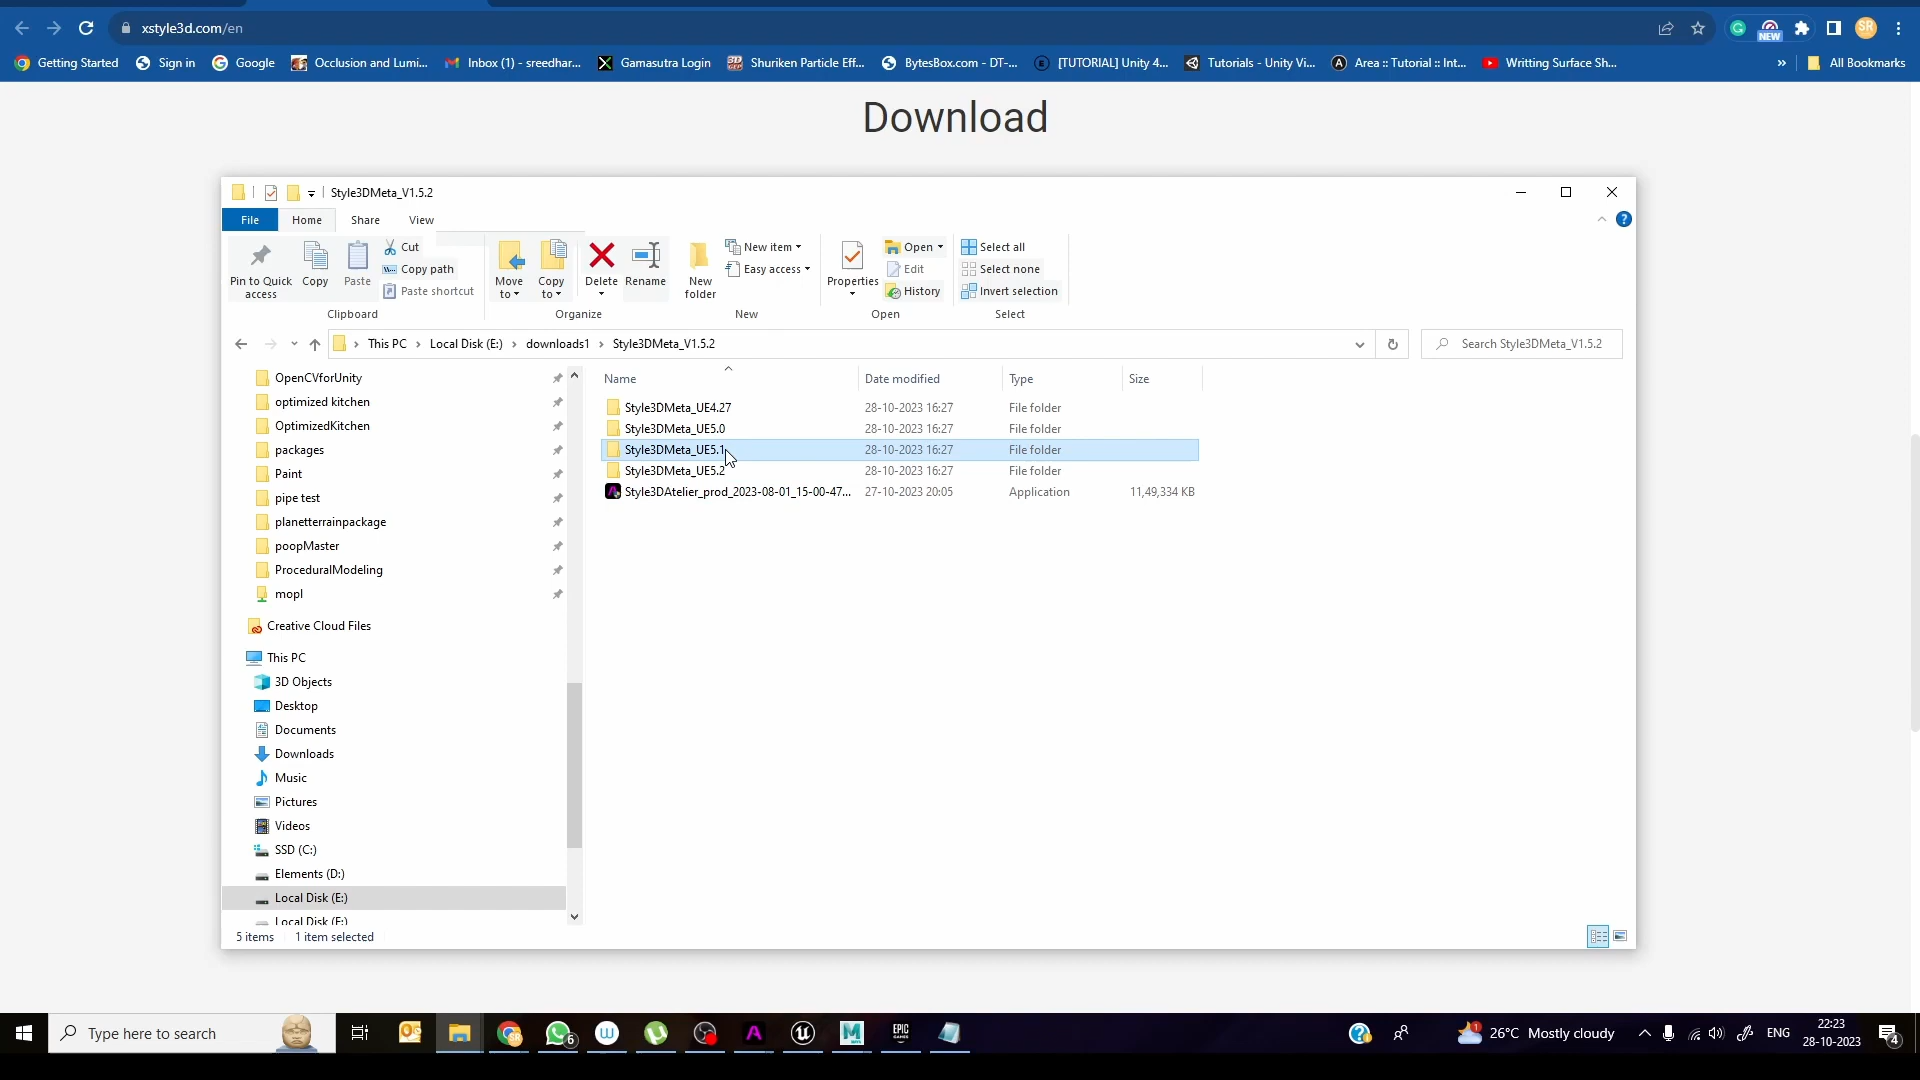 xstyle3d.com/en
SR
NEW
Getting Started
Sign in
Google
Occlusion and Lumi...
Inbox (1) - sreedhar...
Gamasutra Login
Shuriken Particle Eff...
BytesBox.com - DT-...
[TUTORIAL] Unity 4...
Tutorials - Unity Vi...
Area :: Tutorial :: Int...
Writting Surface Sh...
»
All Bookmarks
Download
Style3DMeta_V1.5.2
File
Home
Share
View
Pin to Quick
access
Copy
Paste
Cut
Copy path
Paste shortcut
Clipboard
Move
to
Copy
to
Delete
Rename
Organize
New
folder
New item
Easy access
New
Properties
Open
Edit
History
Open
Select all
Select none
Invert selection
Select
This PC > Local Disk (E:) > downloads1 > Style3DMeta_V1.5.2
Search Style3DMeta_V1.5.2
OpenCVforUnity
optimized kitchen
OptimizedKitchen
packages
Paint
pipe test
planetterrainpackage
poopMaster
ProceduralModeling
mopl
Creative Cloud Files
This PC
3D Objects
Desktop
Documents
Downloads
Music
Pictures
Videos
SSD (C:)
Elements (D:)
Local Disk (E:)
Local Disk (F:)
Name Date modified Type Size
Style3DMeta_UE4.27 28-10-2023 16:27 File folder
Style3DMeta_UE5.0 28-10-2023 16:27 File folder
Style3DMeta_UE5.1 28-10-2023 16:27 File folder
Style3DMeta_UE5.2 28-10-2023 16:27 File folder
Style3DAtelier_prod_2023-08-01_15-00-47... 27-10-2023 20:05 Application 11,49,334 KB
5 items 1 item selected
Type here to search
6
EPIC
GAMES
1
26°C Mostly cloudy
ENG
22:23
28-10-2023
4